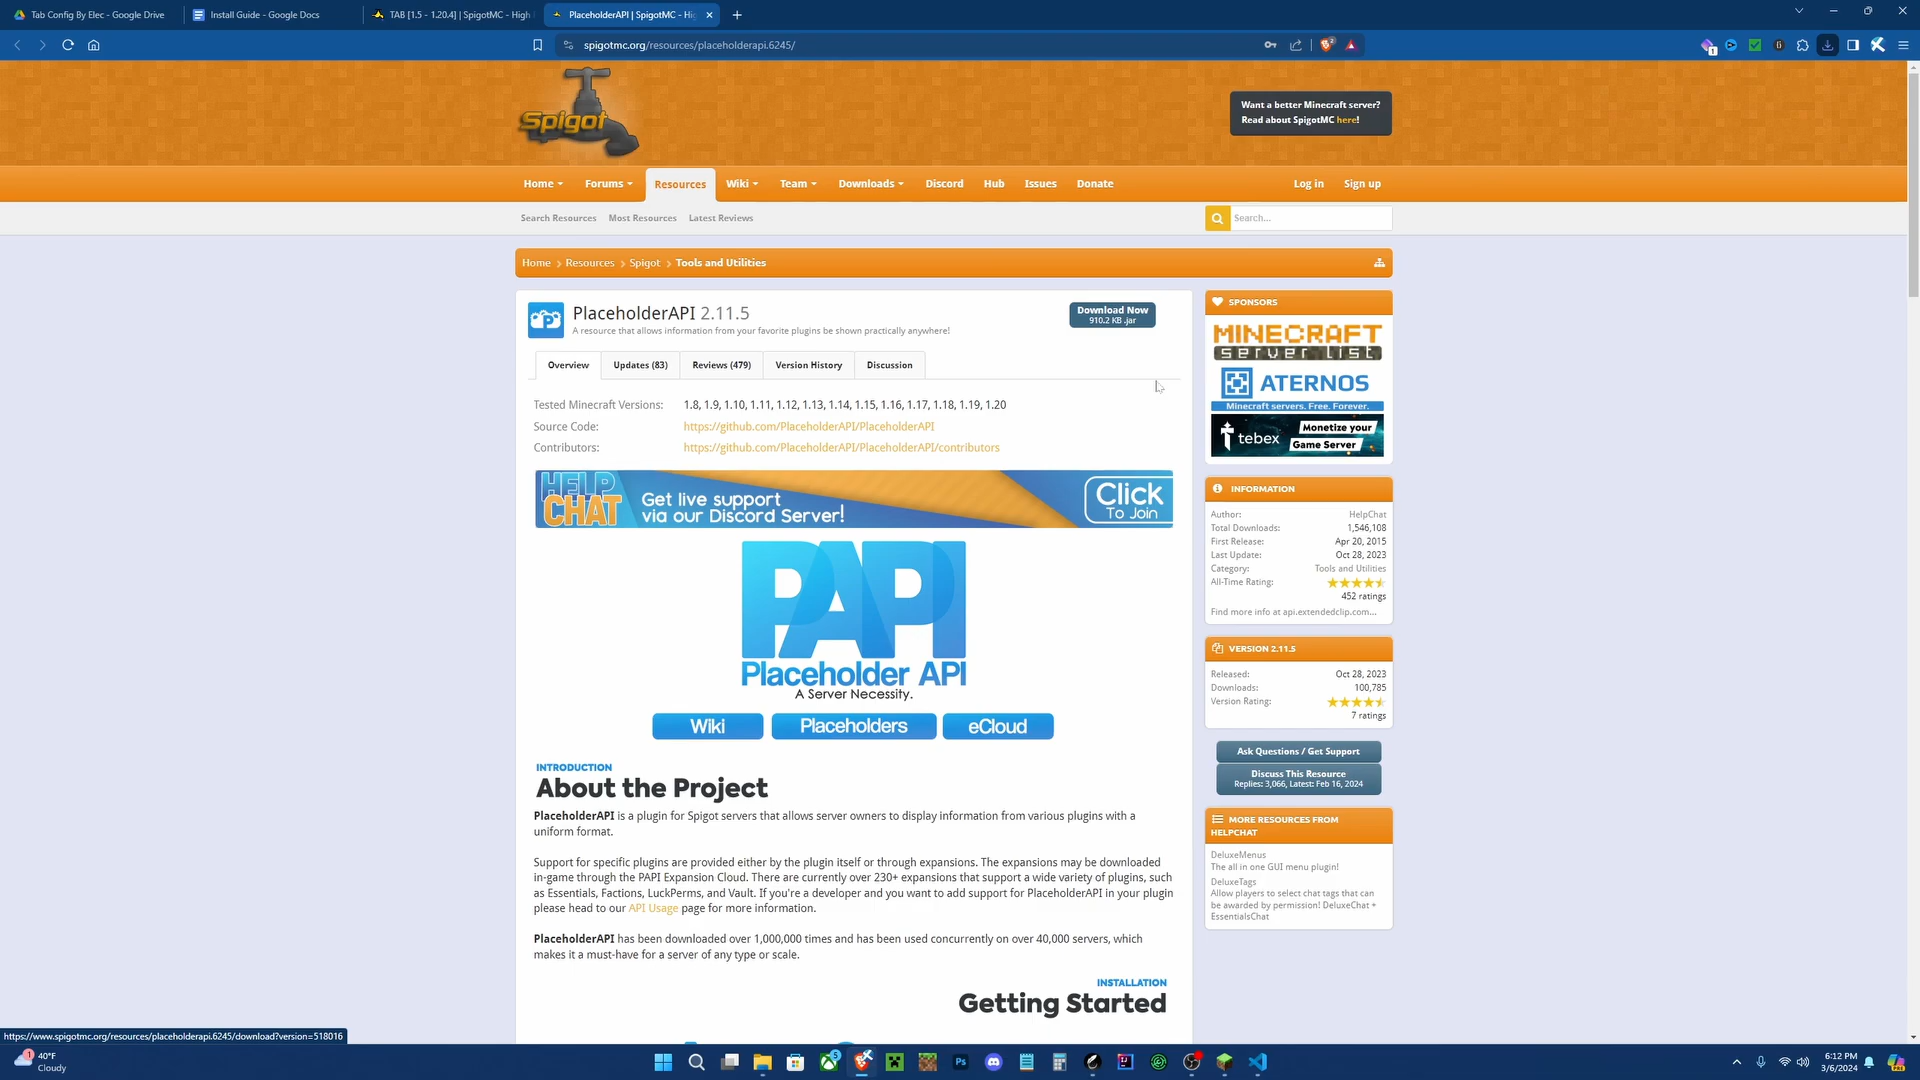 Tab Config By Elec - Google Drive
Install Guide - Google Docs
TAB [1.5 - 1.20.4] | SpigotMC - High
PlaceholderAPI | SpigotMC - Hi
spigotmc.org/resources/placeholderapi.6245/
Spigot
Want a better Minecraft server?
Read about SpigotMC here!
Home
Forums
Resources
Wiki
Team
Downloads
Discord
Hub
Issues
Donate
Log in
Sign up
Search Resources
Most Resources
Latest Reviews
Search...
Home
Resources
Spigot
Tools and Utilities
PlaceholderAPI 2.11.5
A resource that allows information from your favorite plugins be shown practically anywhere!
Download Now
910.2 KB .jar
Overview
Updates (83)
Reviews (479)
Version History
Discussion
Tested Minecraft Versions: 1.8, 1.9, 1.10, 1.11, 1.12, 1.13, 1.14, 1.15, 1.16, 1.17, 1.18, 1.19, 1.20
Source Code: https://github.com/PlaceholderAPI/PlaceholderAPI
Contributors: https://github.com/PlaceholderAPI/PlaceholderAPI/contributors
HELP
CHAT
Get live support
via our Discord Server!
Click
To Join
PAPI
Placeholder API
A Server Necessity.
Wiki
Placeholders
eCloud
INTRODUCTION
About the Project
PlaceholderAPI is a plugin for Spigot servers that allows server owners to display information from various plugins with a
uniform format.
Support for specific plugins are provided either by the plugin itself or through expansions. The expansions may be downloaded
in-game through the PAPI Expansion Cloud. There are currently over 230+ expansions that support a wide variety of plugins, such
as Essentials, Factions, LuckPerms, and Vault. If you're a developer and you want to add support for PlaceholderAPI in your plugin
please head to our API Usage page for more information.
PlaceholderAPI has been downloaded over 1,000,000 times and has been used concurrently on over 40,000 servers, which
makes it a must-have for a server of any type or scale.
INSTALLATION
Getting Started
SPONSORS
MINECRAFT
server list
ATERNOS
Minecraft servers. Free. Forever.
tebex
Monetize your
Game Server
INFORMATION
Author: HelpChat
Total Downloads: 1,546,108
First Release: Apr 20, 2015
Last Update: Oct 28, 2023
Category: Tools and Utilities
All-Time Rating:
452 ratings
Find more info at api.extendedclip.com...
VERSION 2.11.5
Released: Oct 28, 2023
Downloads: 100,785
Version Rating:
7 ratings
Ask Questions / Get Support
Discuss This Resource
Replies: 3,066, Latest: Feb 16, 2024
MORE RESOURCES FROM
HELPCHAT
DeluxeMenus
The all in one GUI menu plugin!
DeluxeTags
Allow players to select chat tags that can
be awarded by permission! DeluxeChat +
EssentialsChat
https://www.spigotmc.org/resources/placeholderapi.6245/download?version=518016
40°F
Cloudy
6:12 PM
3/6/2024